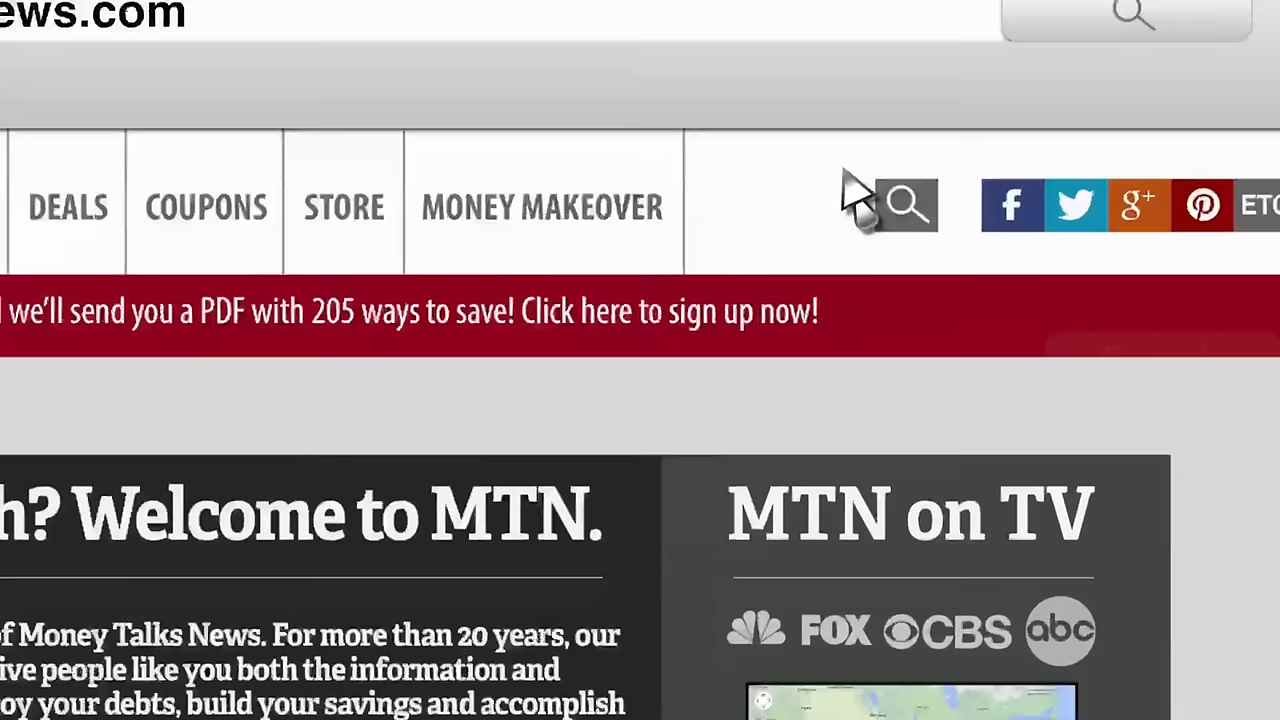 ews.com
DEALS COUPONS STORE MONEY MAKEOVER f g+ ETC
we'll send you a PDF with 205 ways to save! Click here to sign up now!
h? Welcome to MTN.
MTN on TV
of Money Talks News. For more than 20 years, our
ive people like you both the information and
oy your debts, build your savings and accomplish
FOX CBS abc